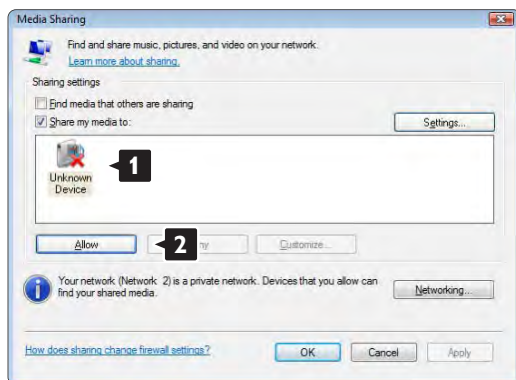 Media Sharing
Find and share music, pictures, and video on your network.
Learn more about sharing.
Sharing settings
Find media that others are sharing
Share my media to:
Settings...
1
Unknown
Device
Allow
2
Customize...
Your network (Network 2) is a private network. Devices that you allow can
find your shared media.
Networking...
How does sharing change firewall settings?
OK
Cancel
Apply